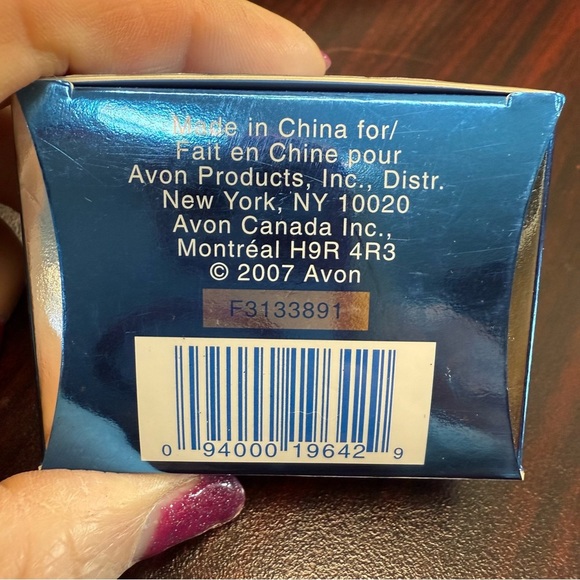 Made in China for/
Fait en Chine pour
Avon Products, Inc., Distr.
New York, NY 10020
Avon Canada Inc.,
Montréal H9R 4R3
© 2007 Avon
F3133891
0 94000 19642 9